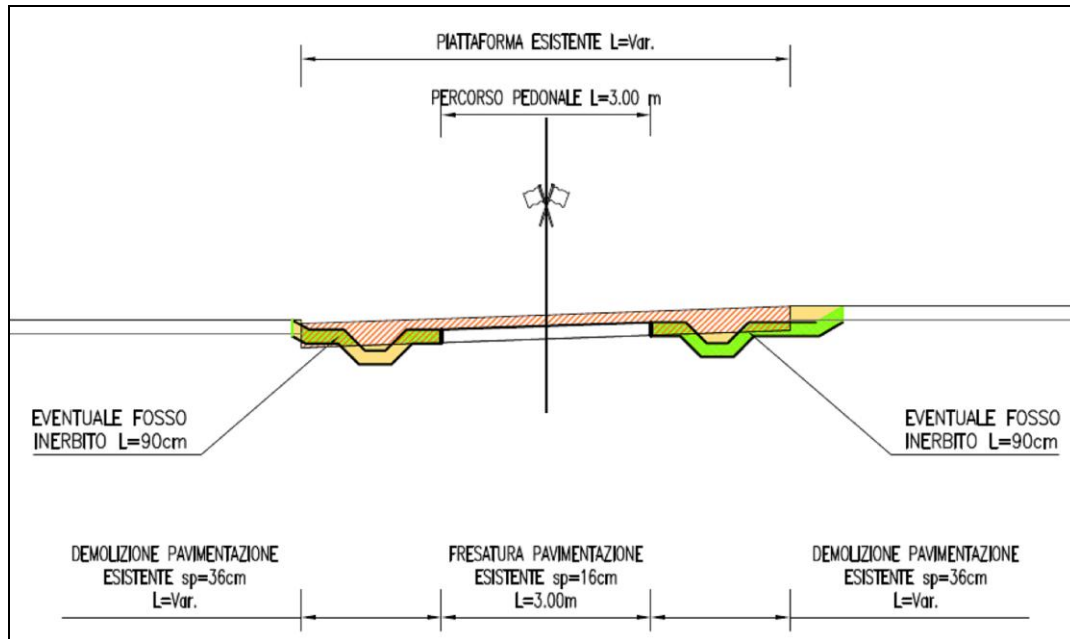 PIATTAFORMA ESISTENTE L=Var.
PERCORSO PEDONALE L=3.00 m
EVENTUALE FOSSO
INERBITO L=90cm
EVENTUALE FOSSO
INERBITO L=90cm
DEMOLIZIONE PAVIMENTAZIONE
ESISTENTE sp=36cm
L=Var.
FRESATURA PAVIMENTAZIONE
ESISTENTE sp=16cm
L=3.00m
DEMOLIZIONE PAVIMENTAZIONE
ESISTENTE sp=36cm
L=Var.